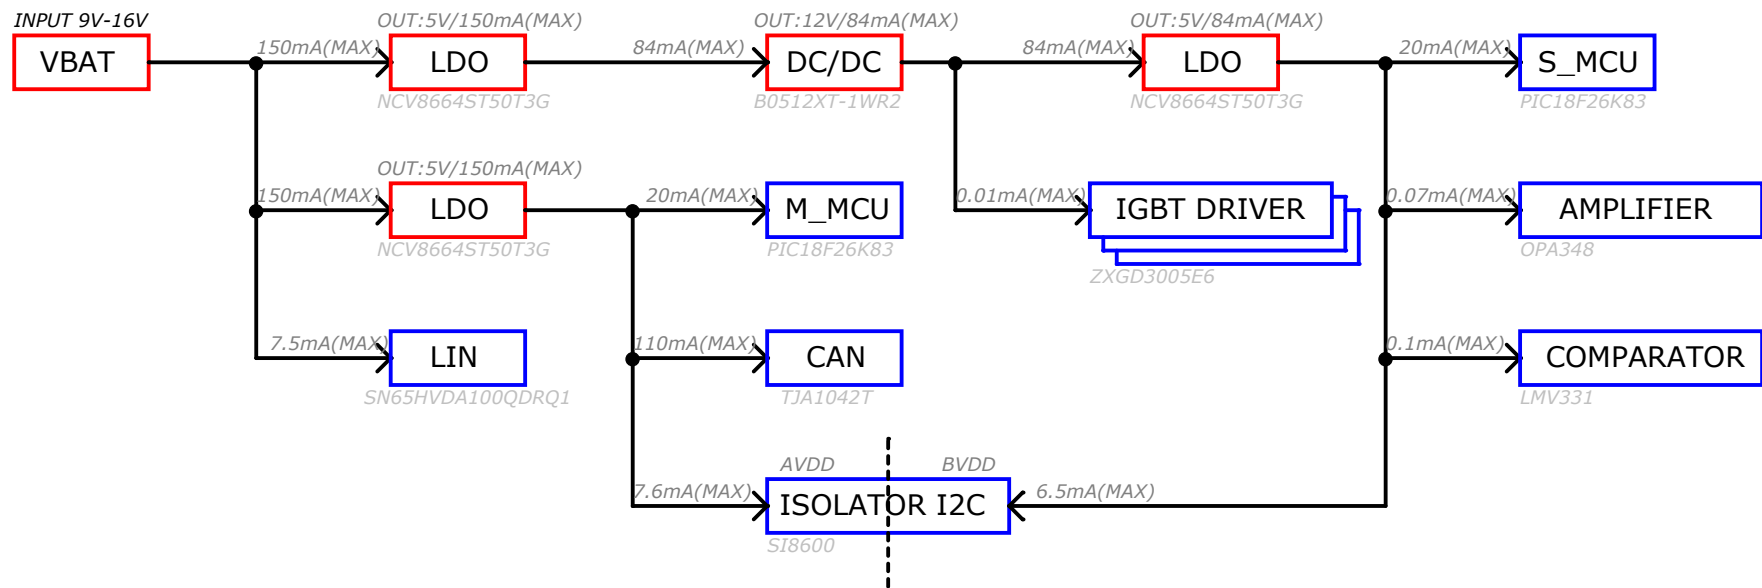 INPUT 9V-16V
OUT:5V/150mA(MAX)
OUT:12V/84mA(MAX)
OUT:5V/84mA(MAX)
VBAT
150mA(MAX)
LDO
84mA(MAX)
DC/DC
84mA(MAX)
LDO
20mA(MAX)
S_MCU
NCV8664ST50T3G
B0512XT-1WR2
NCV8664ST50T3G
PIC18F26K83
OUT:5V/150mA(MAX)
150mA(MAX)
LDO
20mA(MAX)
M_MCU
0.01mA(MAX)
IGBT DRIVER
0.07mA(MAX)
AMPLIFIER
NCV8664ST50T3G
PIC18F26K83
ZXGD3005E6
OPA348
7.5mA(MAX)
LIN
110mA(MAX)
CAN
0.1mA(MAX)
COMPARATOR
SN65HVDA100QDRQ1
TJA1042T
LMV331
AVDD
BVDD
7.6mA(MAX)
ISOLATOR I2C
6.5mA(MAX)
SI8600